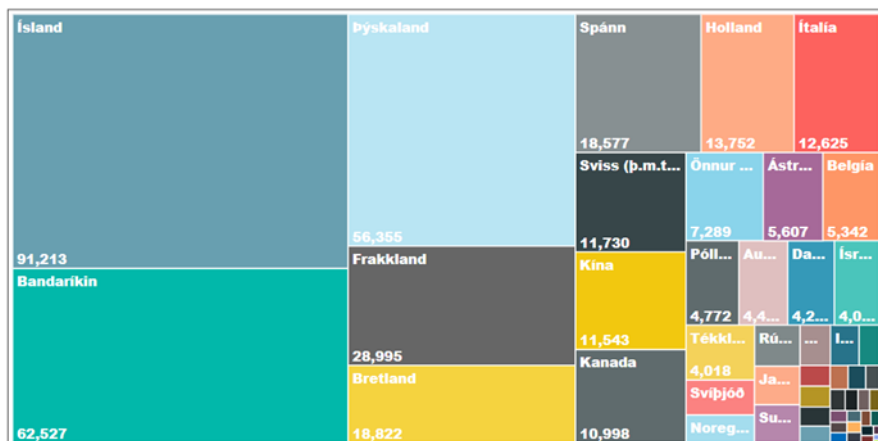 Ísland
91,213
Bandaríkin
62,527
Þýskaland
56,355
Frakkland
28,995
Bretland
18,822
Spánn
18,577
Holland
13,752
Ítalía
12,625
Sviss (þ.m.t...
11,730
Kína
11,543
Kanada
10,998
Önnur ...
7,289
Ástr...
5,607
Belgía
5,342
Póll...
4,772
Au...
4,4...
Da...
4,2...
Ísr...
4,0...
Tékkl...
4,018
Svíþjóð
Noreg...
Rú...
Ja...
Su...
...
I...